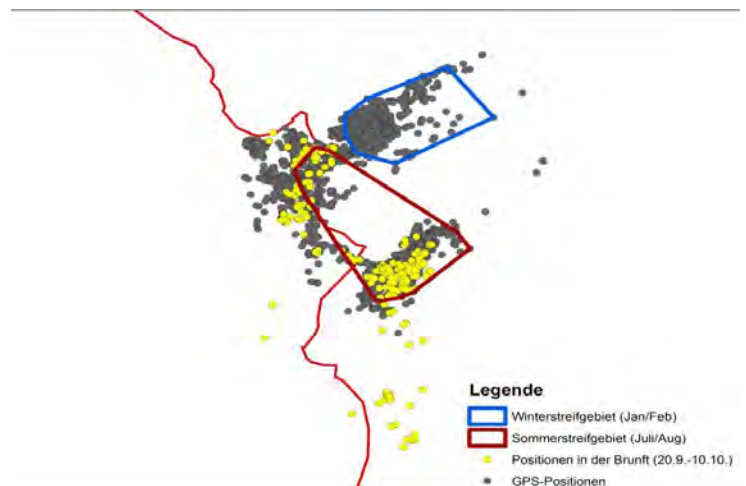 Legende
Winterstreifgebiet (Jan/Feb)
Sommerstreifgebiet (Juli/Aug)
Positionen in der Brunft (20.9.-10.10.)
GPS-Positionen